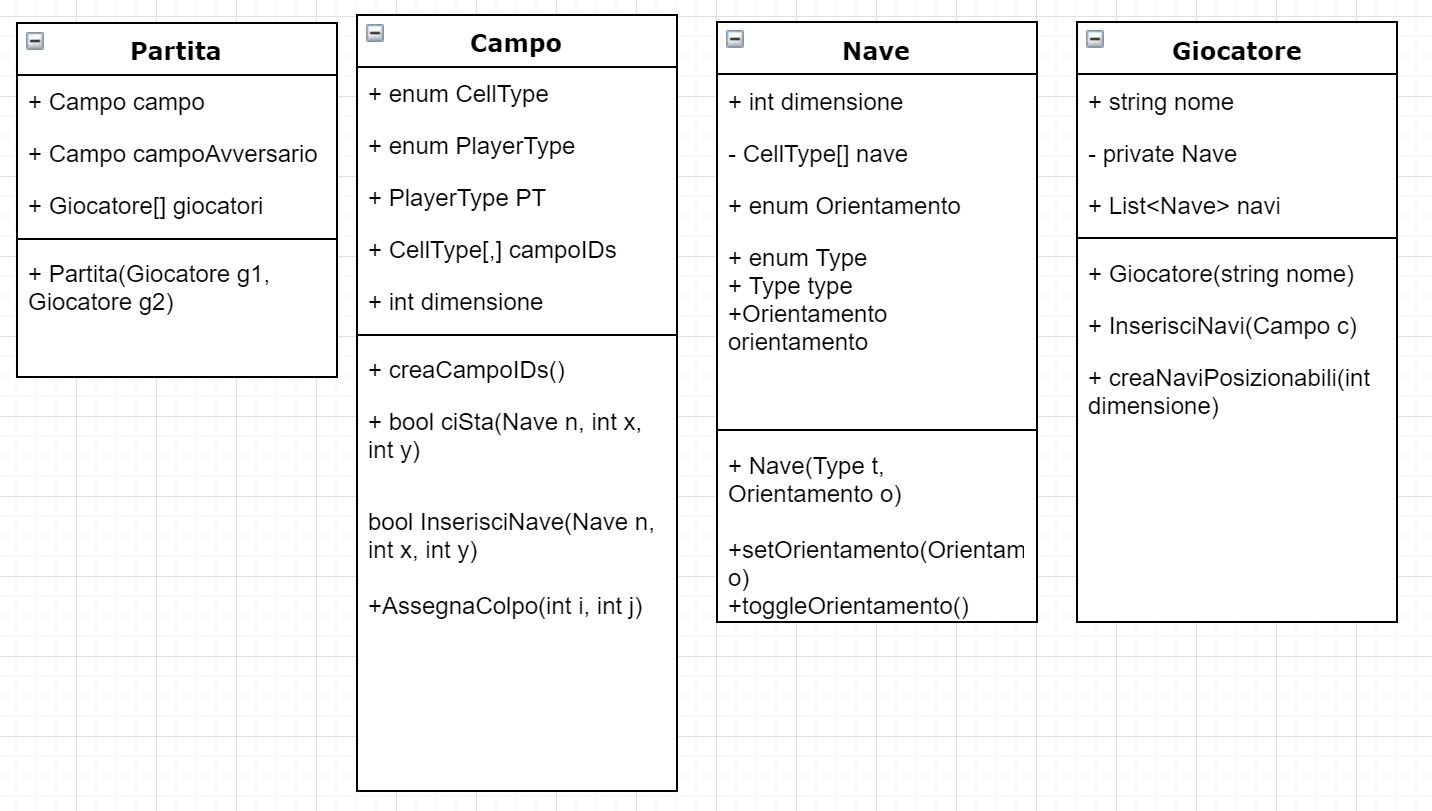 Partita
+ Campo campo
+ Campo campoAvversario
+ Giocatore[] giocatori
+ Partita(Giocatore g1,
Giocatore g2)
Campo
+ enum CellType
+ enum PlayerType
+ PlayerType PT
+ CellType[,] campoIDs
+ int dimensione
+ creaCampoIDs()
+ bool ciSta(Nave n, int x,
int y)
bool InserisciNave(Nave n,
int x, int y)
+AssegnaColpo(int i, int j)
Nave
+ int dimensione
- CellType[] nave
+ enum Orientamento
+ enum Type
+ Type type
+Orientamento
orientamento
+ Nave(Type t,
Orientamento o)
+setOrientamento(Orientam
o)
+toggleOrientamento()
Giocatore
+ string nome
- private Nave
+ List<Nave> navi
+ Giocatore(string nome)
+ InserisciNavi(Campo c)
+ creaNaviPosizionabili(int
dimensione)